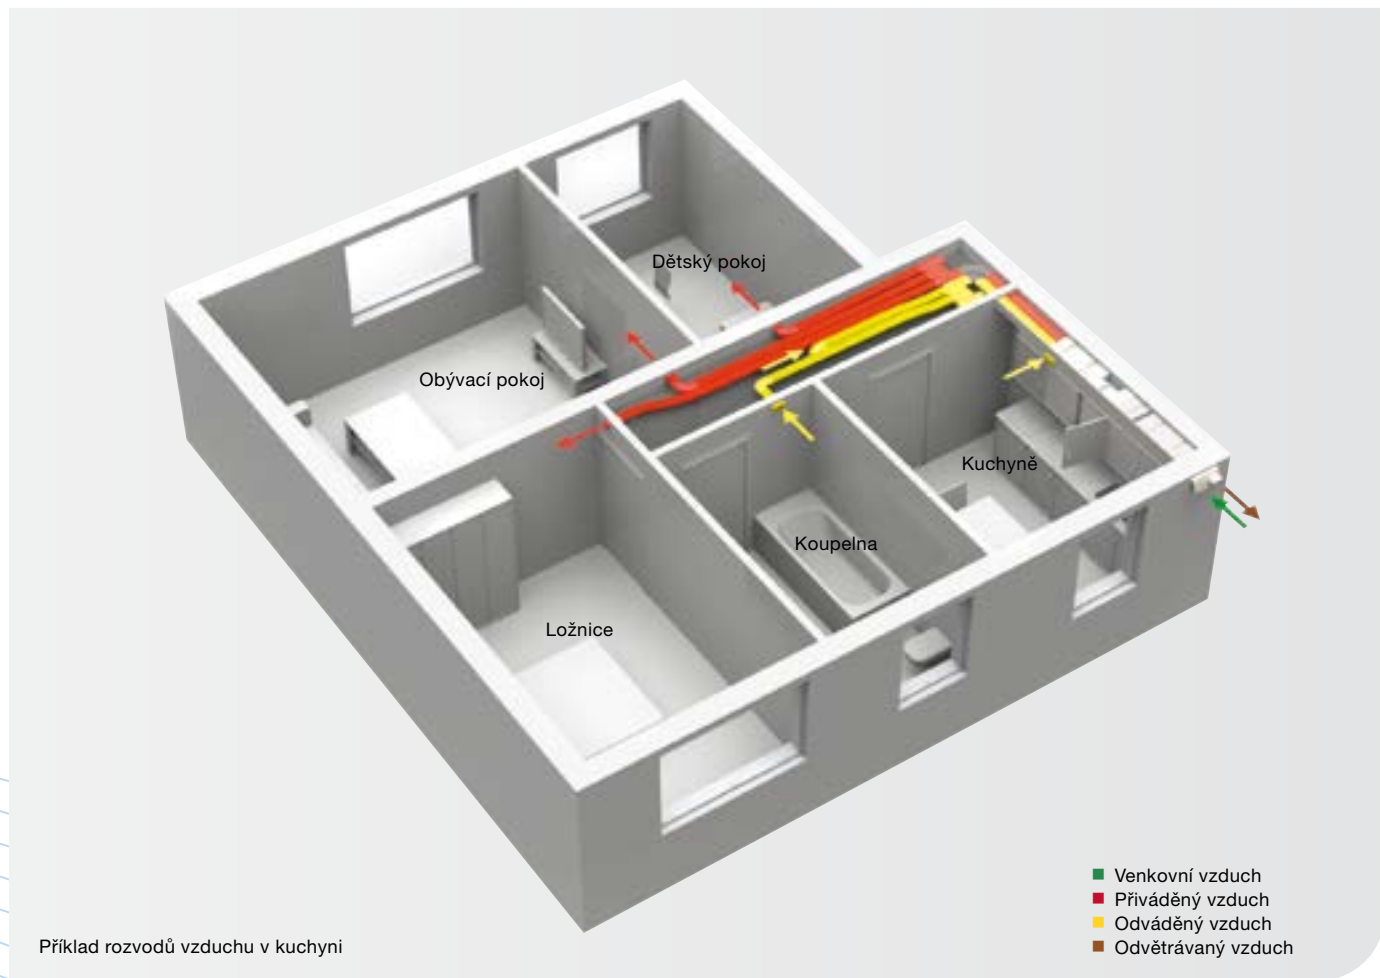 Dětský pokoj
Obývací pokoj
Kuchyně
Koupelna
Ložnice
Venkovní vzduch
Přiváděný vzduch
Odváděný vzduch
Odvětrávaný vzduch
Příklad rozvodů vzduchu v kuchyni